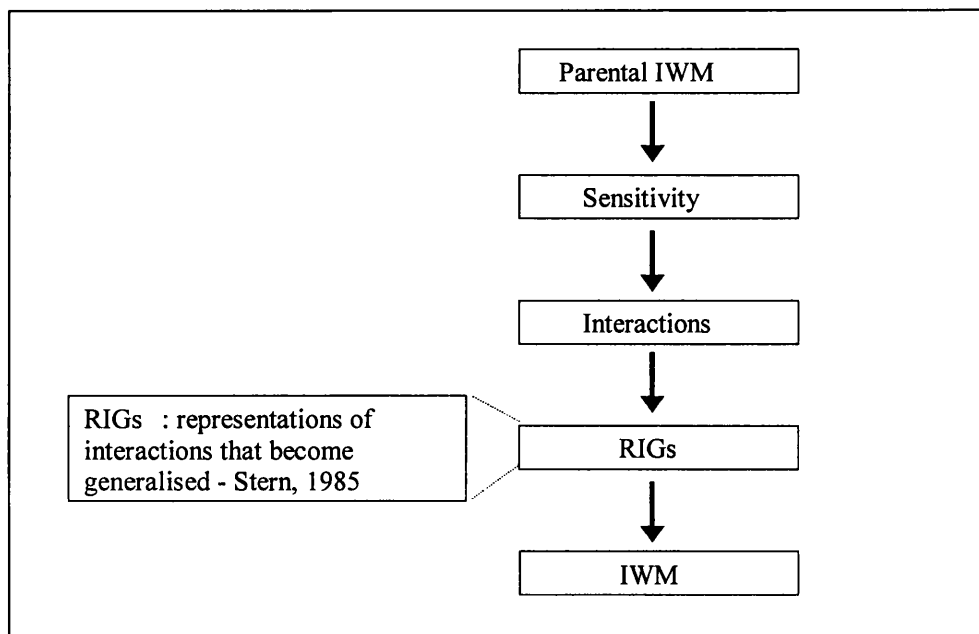 Parental IWM
Sensitivity
Interactions
RIGs : representations of
interactions that become
generalised - Stern, 1985
RIGs
IWM